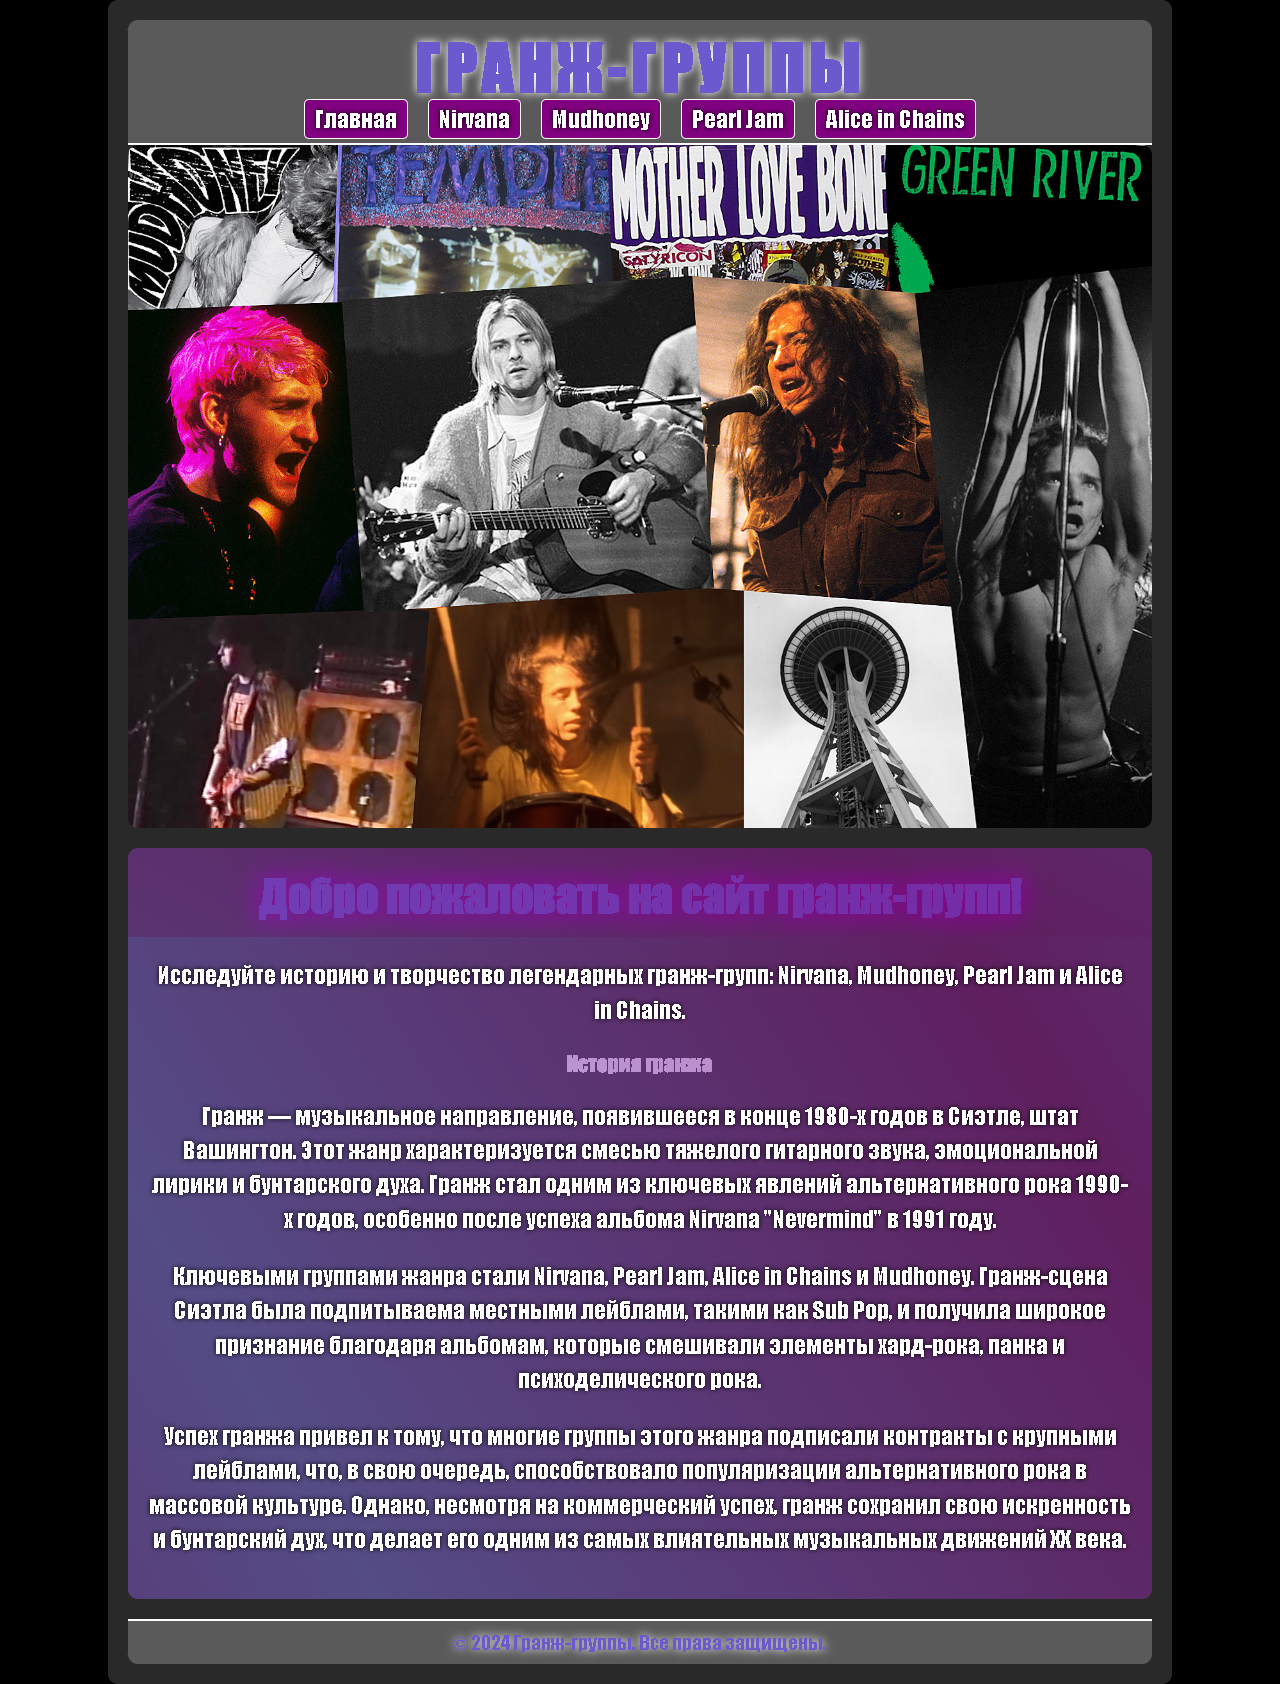 ГРАНЖ-ГРУППЫ
Главная Nirvana Mudhoney Pearl Jam Alice in Chains
MUDHONEY
TEMPLE
MOTHER LOVE BONE
GREEN RIVER
SATYRICON
Добро пожаловать на сайт гранж-групп!
Исследуйте историю и творчество легендарных гранж-групп: Nirvana, Mudhoney, Pearl Jam и Alice
in Chains.
История гранжа
Гранж — музыкальное направление, появившееся в конце 1980-х годов в Сиэтле, штат
Вашингтон. Этот жанр характеризуется смесью тяжелого гитарного звука, эмоциональной
лирики и бунтарского духа. Гранж стал одним из ключевых явлений альтернативного рока 1990-
х годов, особенно после успеха альбома Nirvana "Nevermind" в 1991 году.
Ключевыми группами жанра стали Nirvana, Pearl Jam, Alice in Chains и Mudhoney. Гранж-сцена
Сиэтла была подпитываема местными лейблами, такими как Sub Pop, и получила широкое
признание благодаря альбомам, которые смешивали элементы хард-рока, панка и
психоделического рока.
Успех гранжа привел к тому, что многие группы этого жанра подписали контракты с крупными
лейблами, что, в свою очередь, способствовало популяризации альтернативного рока в
массовой культуре. Однако, несмотря на коммерческий успех, гранж сохранил свою искренность
и бунтарский дух, что делает его одним из самых влиятельных музыкальных движений XX века.
© 2024 Гранж-группы. Все права защищены.